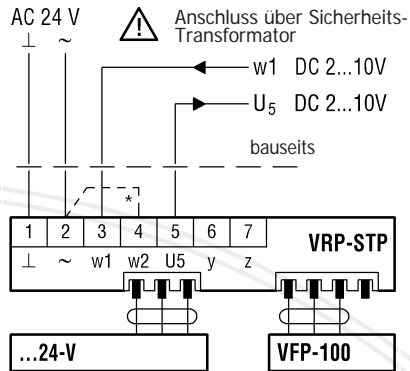 AC 24 V
⊥ ~
Anschluss über Sicherheits-
Transformator
w1 DC 2...10V
U5 DC 2...10V
bauseits
*
1 2 3 4 5 6 7
VRP-STP
⊥ ~ w1 w2 U5 y z
...24-V
VFP-100